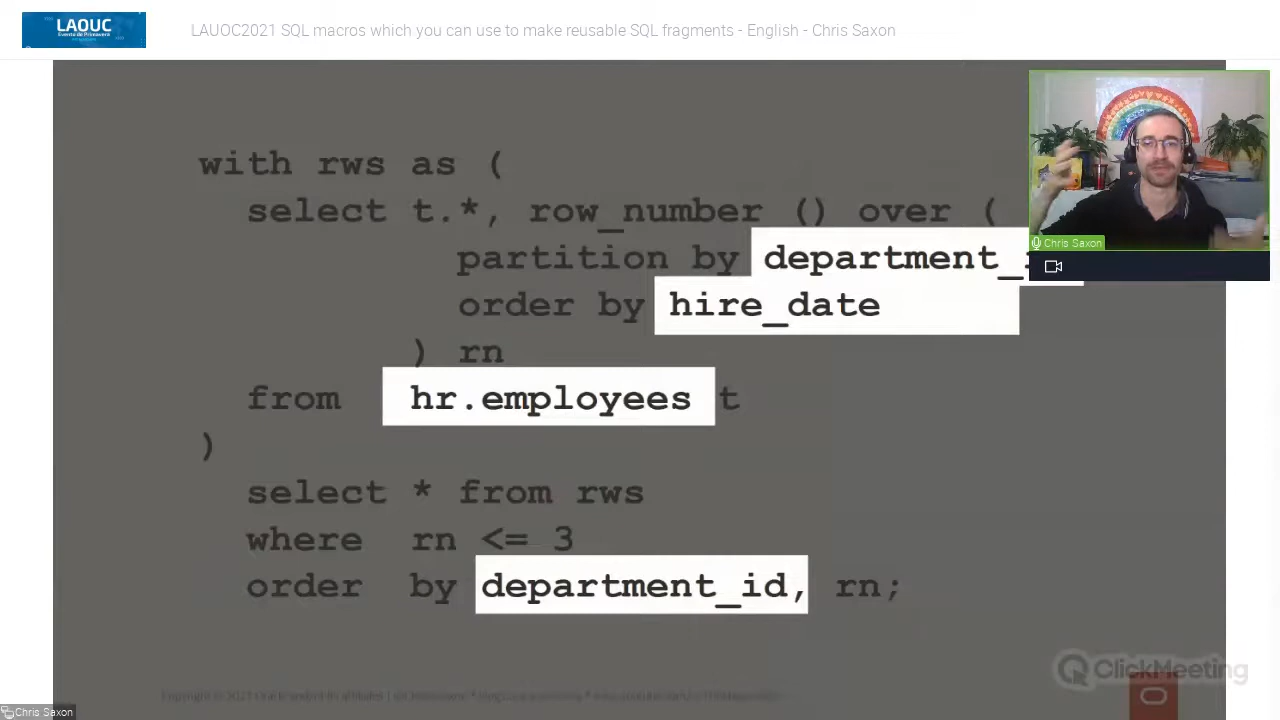 LAOUC
LAUOC2021 SQL macros which you can use to make reusable SQL fragments - English - Chris Saxon
with rws as (
select t.*, row_number () over (
partition by department_
order by hire_date
) rn
from hr.employees t
)
select * from rws
where rn <= 3
order by department_id, rn;
Chris Saxon
ClickMeeting
Chris Saxon